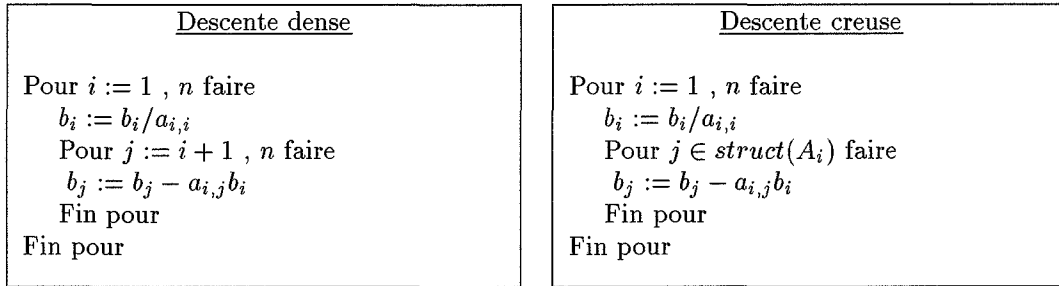 Descente dense
Pour i := 1 , n faire
b_i := b_i/a_{i,i}
Pour j := i + 1 , n faire
b_j := b_j − a_{i,j}b_i
Fin pour
Fin pour
Descente creuse
Pour i := 1 , n faire
b_i := b_i/a_{i,i}
Pour j ∈ struct(A_i) faire
b_j := b_j − a_{i,j}b_i
Fin pour
Fin pour